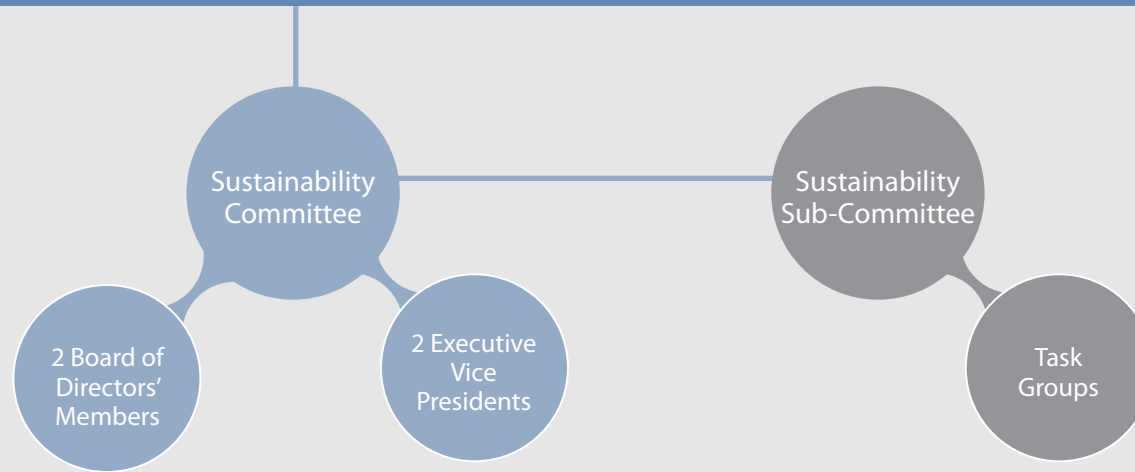 Sustainability
Committee
Sustainability
Sub-Committee
2 Board of
Directors’
Members
2 Executive
Vice
Presidents
Task
Groups